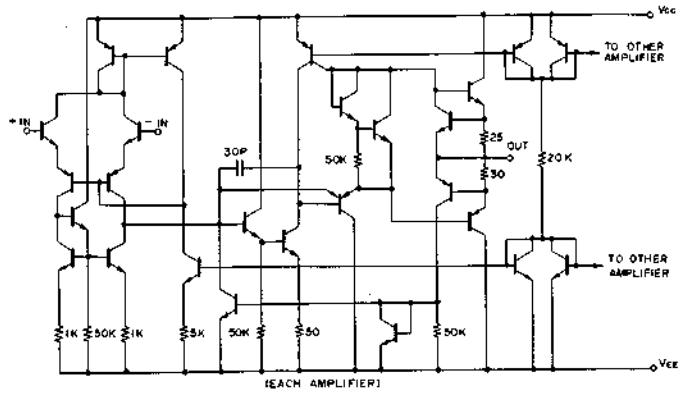 Vcc
TO OTHER
AMPLIFIER
+IN
-IN
30P
50K
25
OUT
30
20K
TO OTHER
AMPLIFIER
1K
50K
1K
5K
50K
50
50K
VEE
(EACH AMPLIFIER)